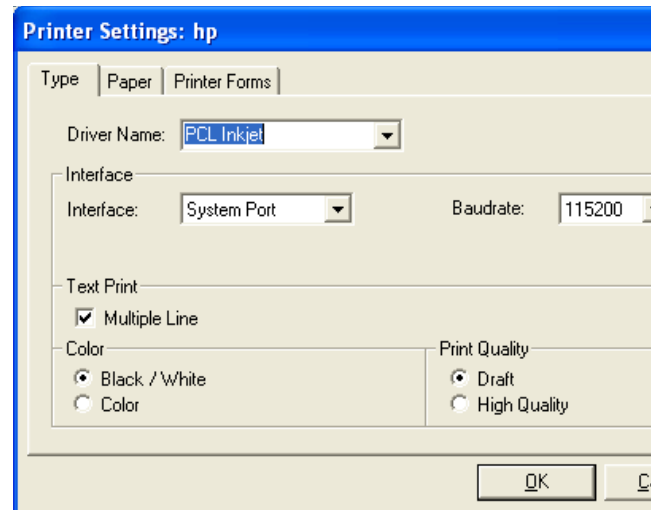 Printer Settings: hp
Type Paper Printer Forms
Driver Name: PCL Inkjet
Interface
Interface: System Port Baudrate: 115200
Text Print
Multiple Line
Color Print Quality
Black / White Draft
Color High Quality
OK